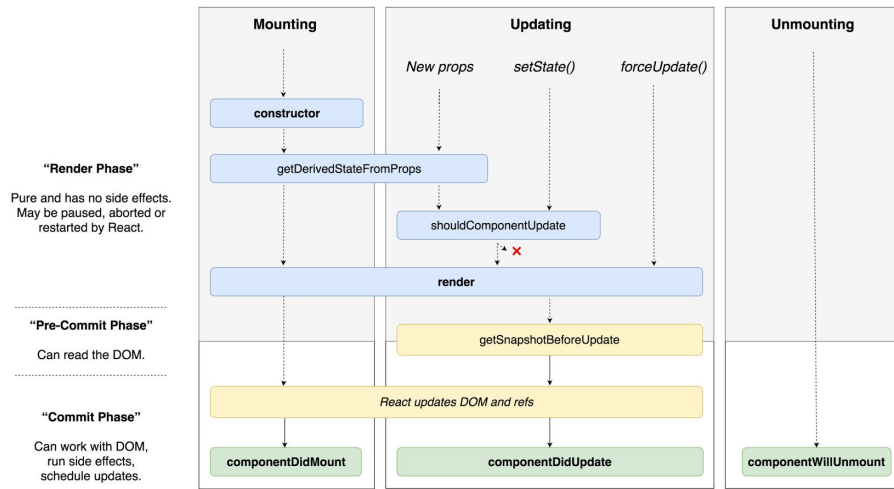 Mounting
Updating
Unmounting
New props
setState()
forceUpdate()
constructor
“Render Phase”
getDerivedStateFromProps
Pure and has no side effects.
May be paused, aborted or
restarted by React.
shouldComponentUpdate
render
“Pre-Commit Phase”
Can read the DOM.
getSnapshotBeforeUpdate
React updates DOM and refs
“Commit Phase”
Can work with DOM,
run side effects,
schedule updates.
componentDidMount
componentDidUpdate
componentWillUnmount